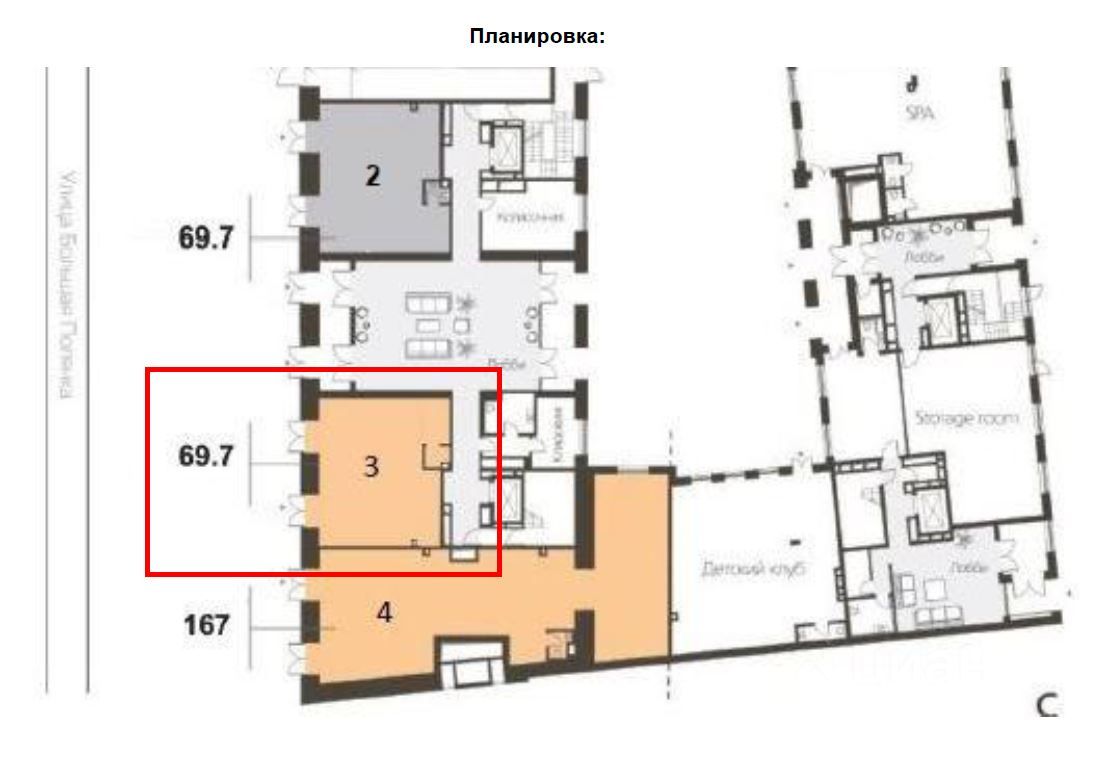 Планировка:
SPA
2
Колясочная
69.7
Лобби
Улица Большая Полянка
Лобби
Storage room
69.7
3
Детский клуб
Лобби
167
4
циан
С